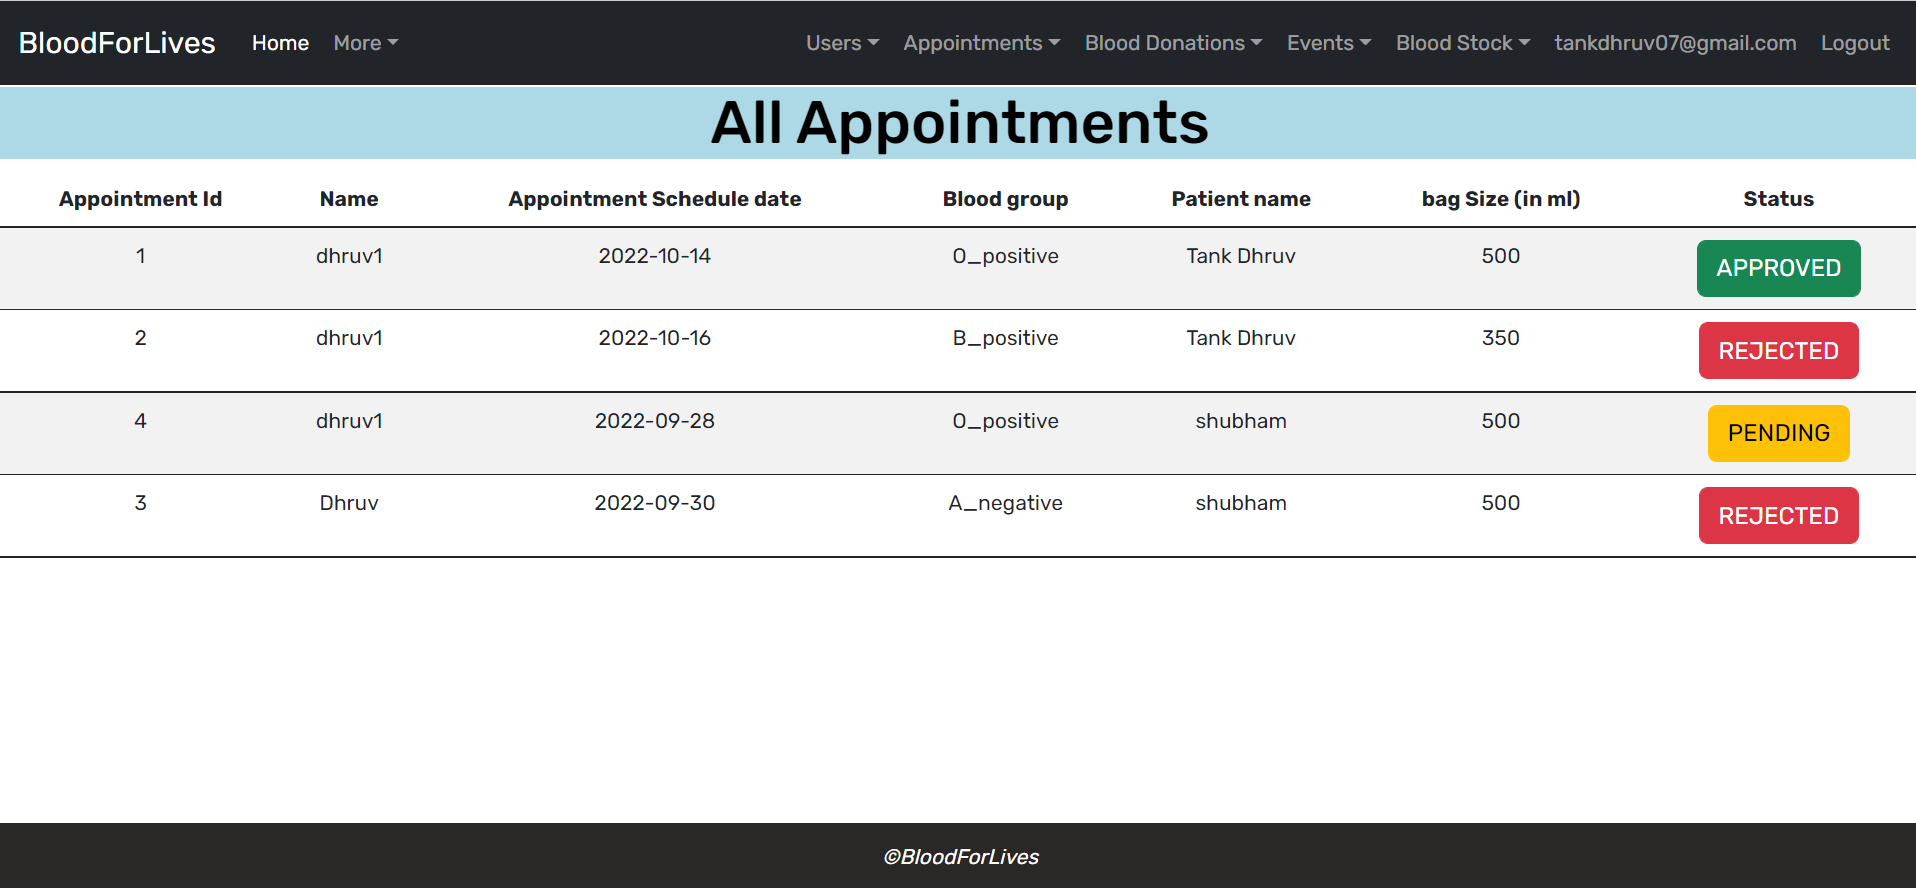 BloodForLives Home More Users Appointments Blood Donations Events Blood Stock tankdhruv07@gmail.com Logout
All Appointments
Appointment Id Name Appointment Schedule date Blood group Patient name bag Size (in ml) Status
1 dhruv1 2022-10-14 O_positive Tank Dhruv 500 APPROVED
2 dhruv1 2022-10-16 B_positive Tank Dhruv 350 REJECTED
4 dhruv1 2022-09-28 O_positive shubham 500 PENDING
3 Dhruv 2022-09-30 A_negative shubham 500 REJECTED
©BloodForLives